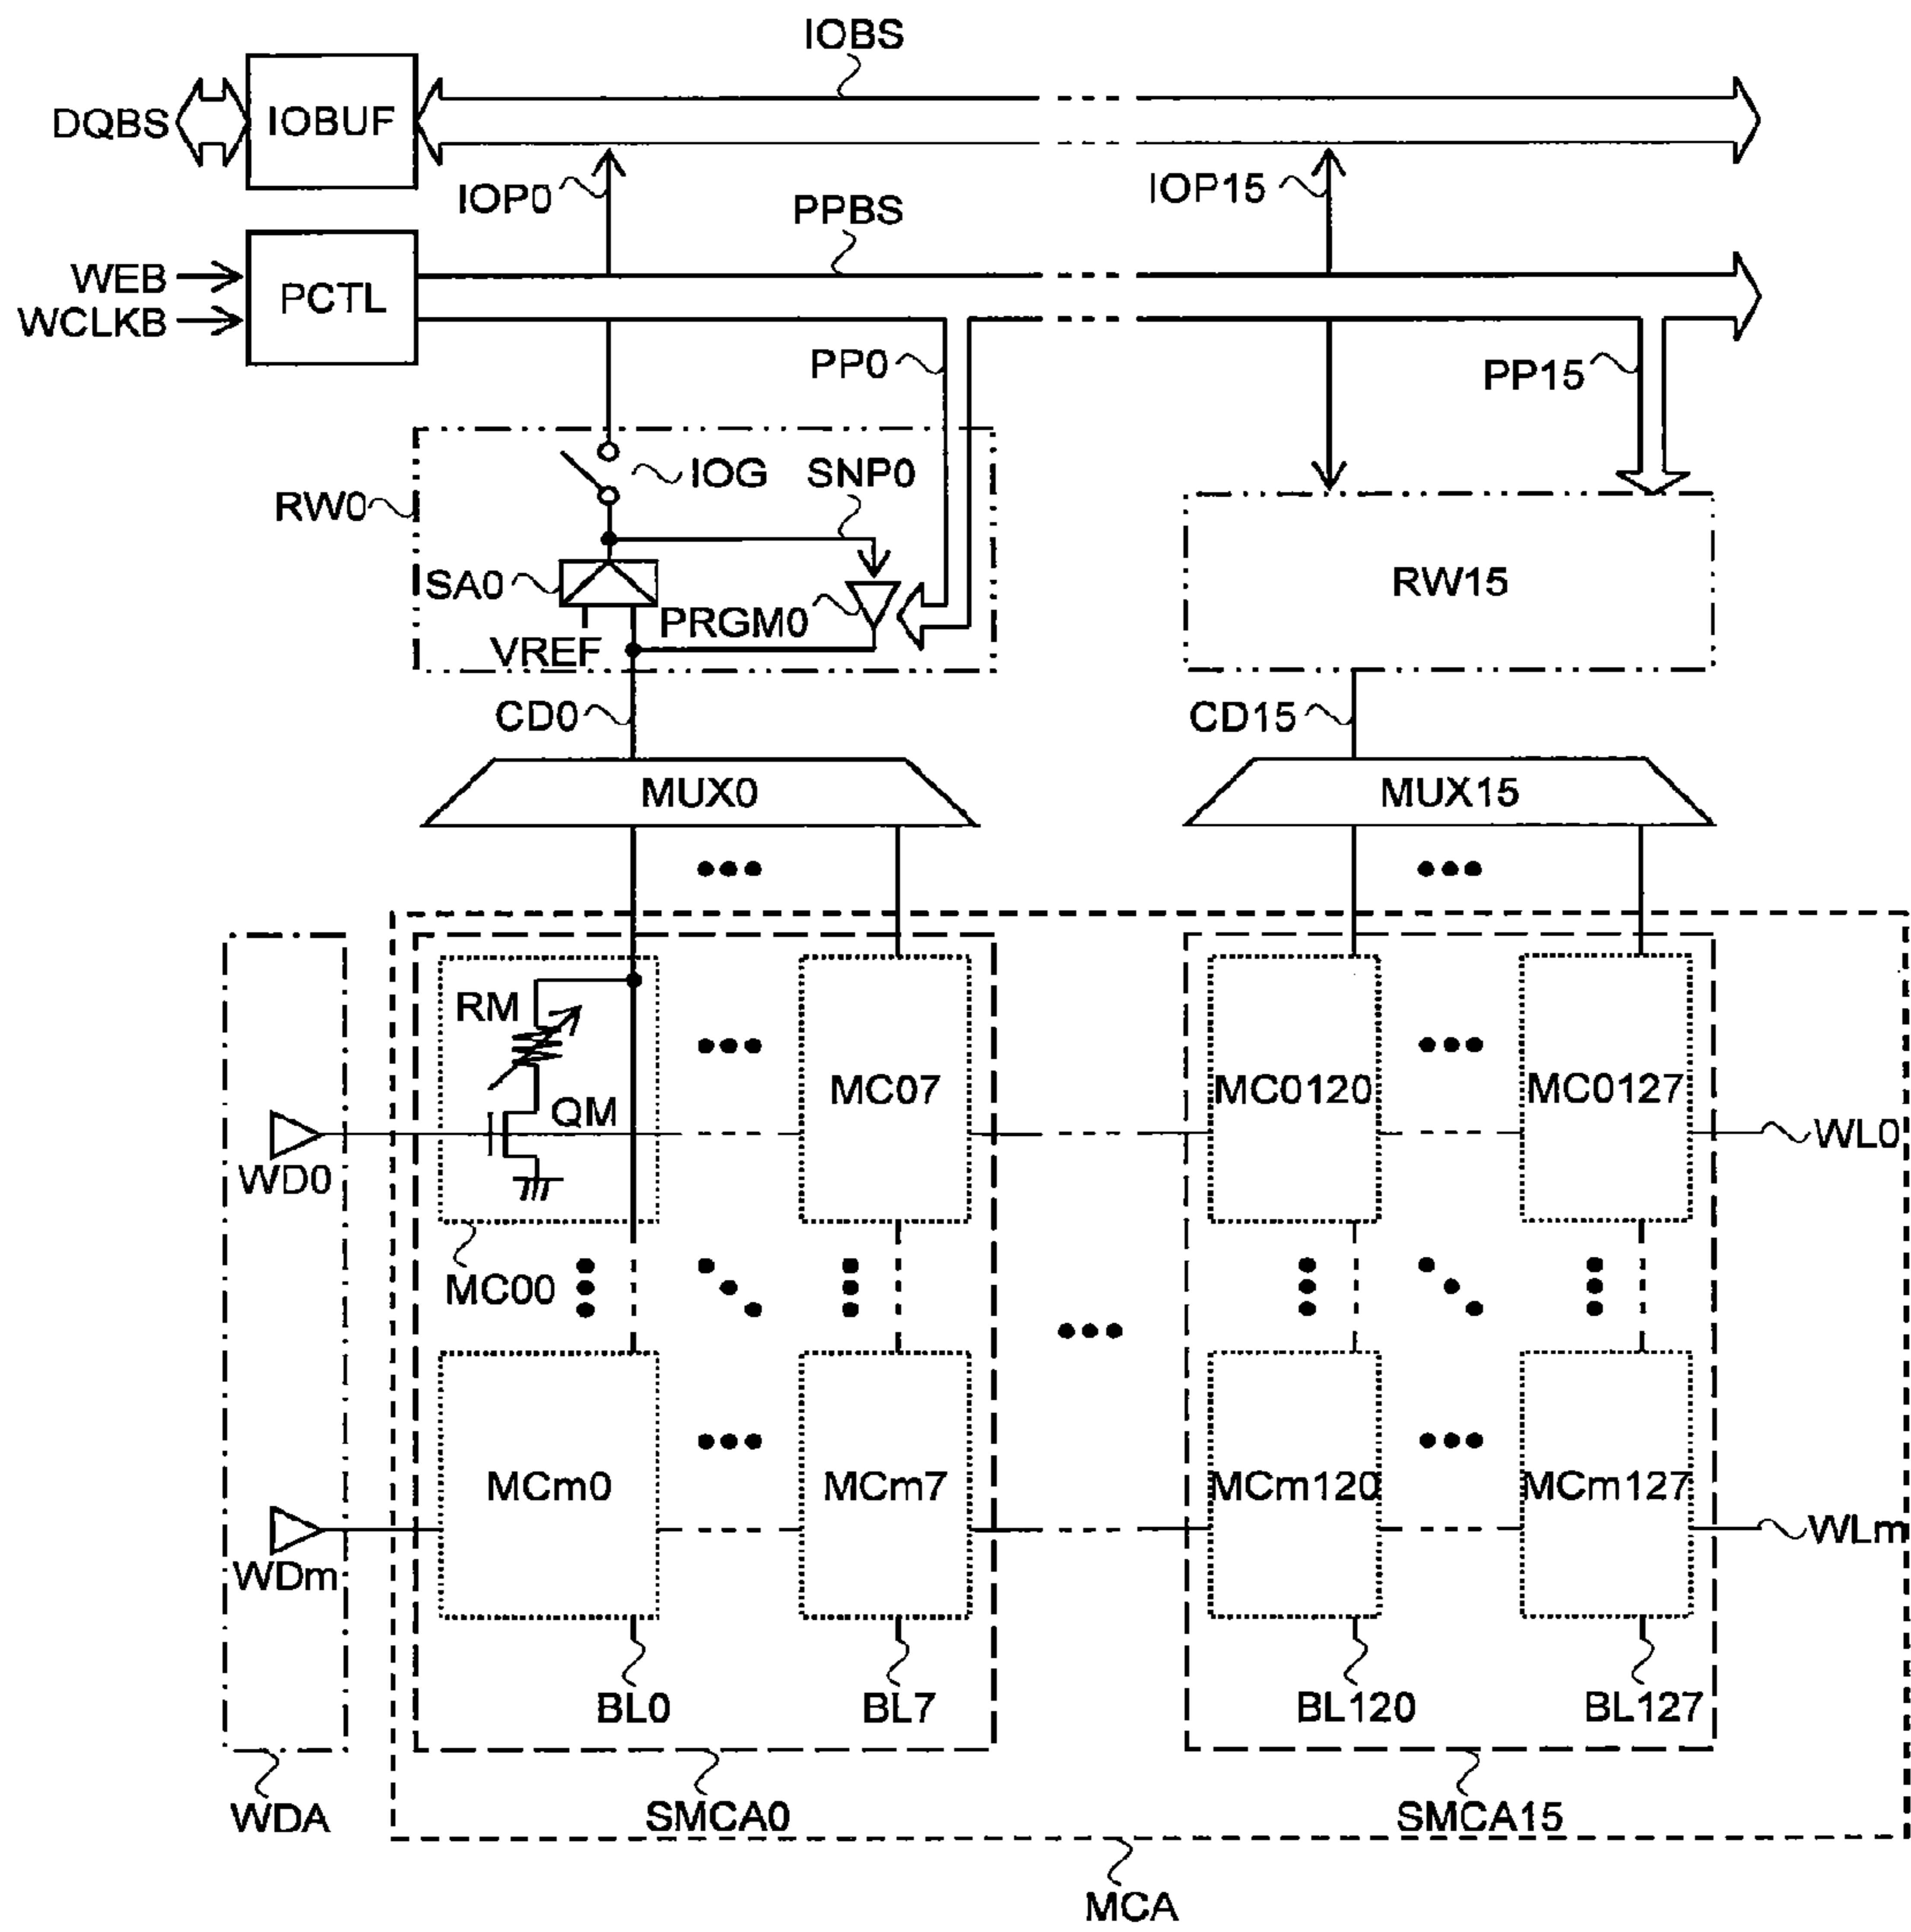 IOBS
DQBS
IOBUF
IOP0
IOP15
PPBS
WEB
WCLKB
PCTL
PP0
PP15
RW0
IOG
SNP0
SA0
PRGM0
VREF
RW15
CD0
CD15
MUX0
MUX15
RM
QM
MC07
MC0120
MC0127
WL0
WD0
MC00
MCm0
MCm7
MCm120
MCm127
WLm
WDm
BL0
BL7
BL120
BL127
WDA
SMCA0
SMCA15
MCA